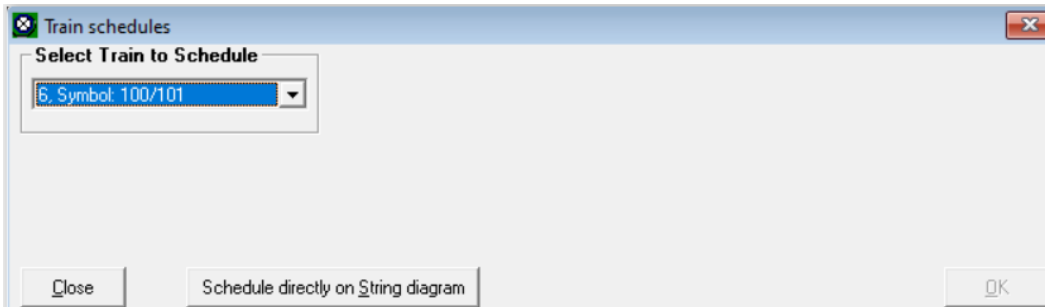 Train schedules
Select Train to Schedule
6, Symbol: 100/101
Close
Schedule directly on String diagram
OK